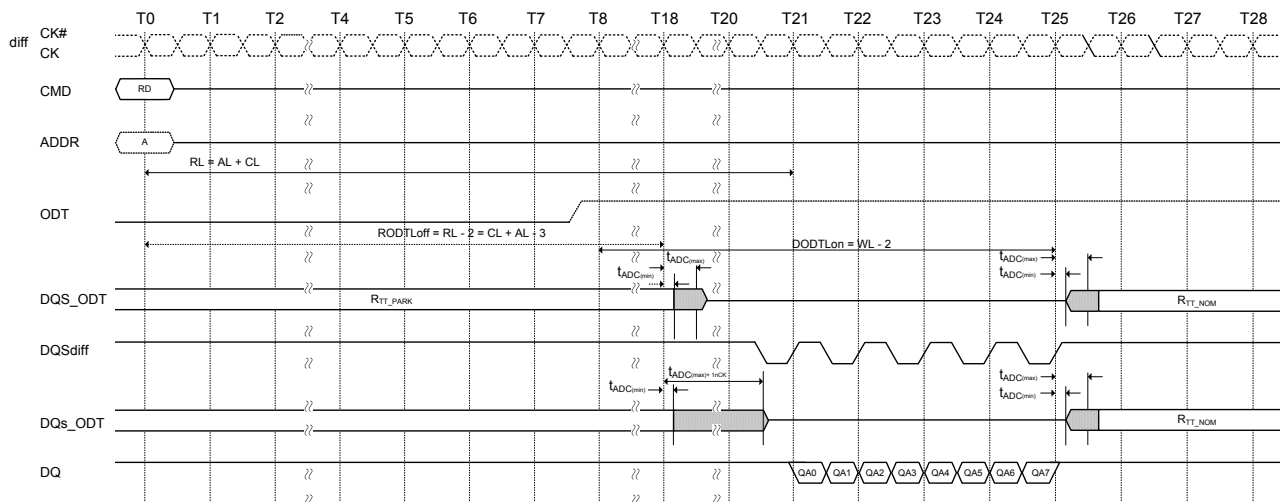 T0 T1 T2 T4 T5 T6 T7 T8 T18 T20 T21 T22 T23 T24 T25 T26 T27 T28
diff
CK#
CK
CMD
RD
ADDR
A
RL = AL + CL
ODT
RODTLoff = RL - 2 = CL + AL - 3
DODTLon = WL - 2
tADC(max)
tADC(min)
tADC(max)
tADC(min)
DQS_ODT
RTT_PARK
RTT_NOM
DQSdiff
tADC(max)+ 1nCK
tADC(min)
tADC(max)
tADC(min)
DQs_ODT
RTT_NOM
DQ
QA0 QA1 QA2 QA3 QA4 QA5 QA6 QA7